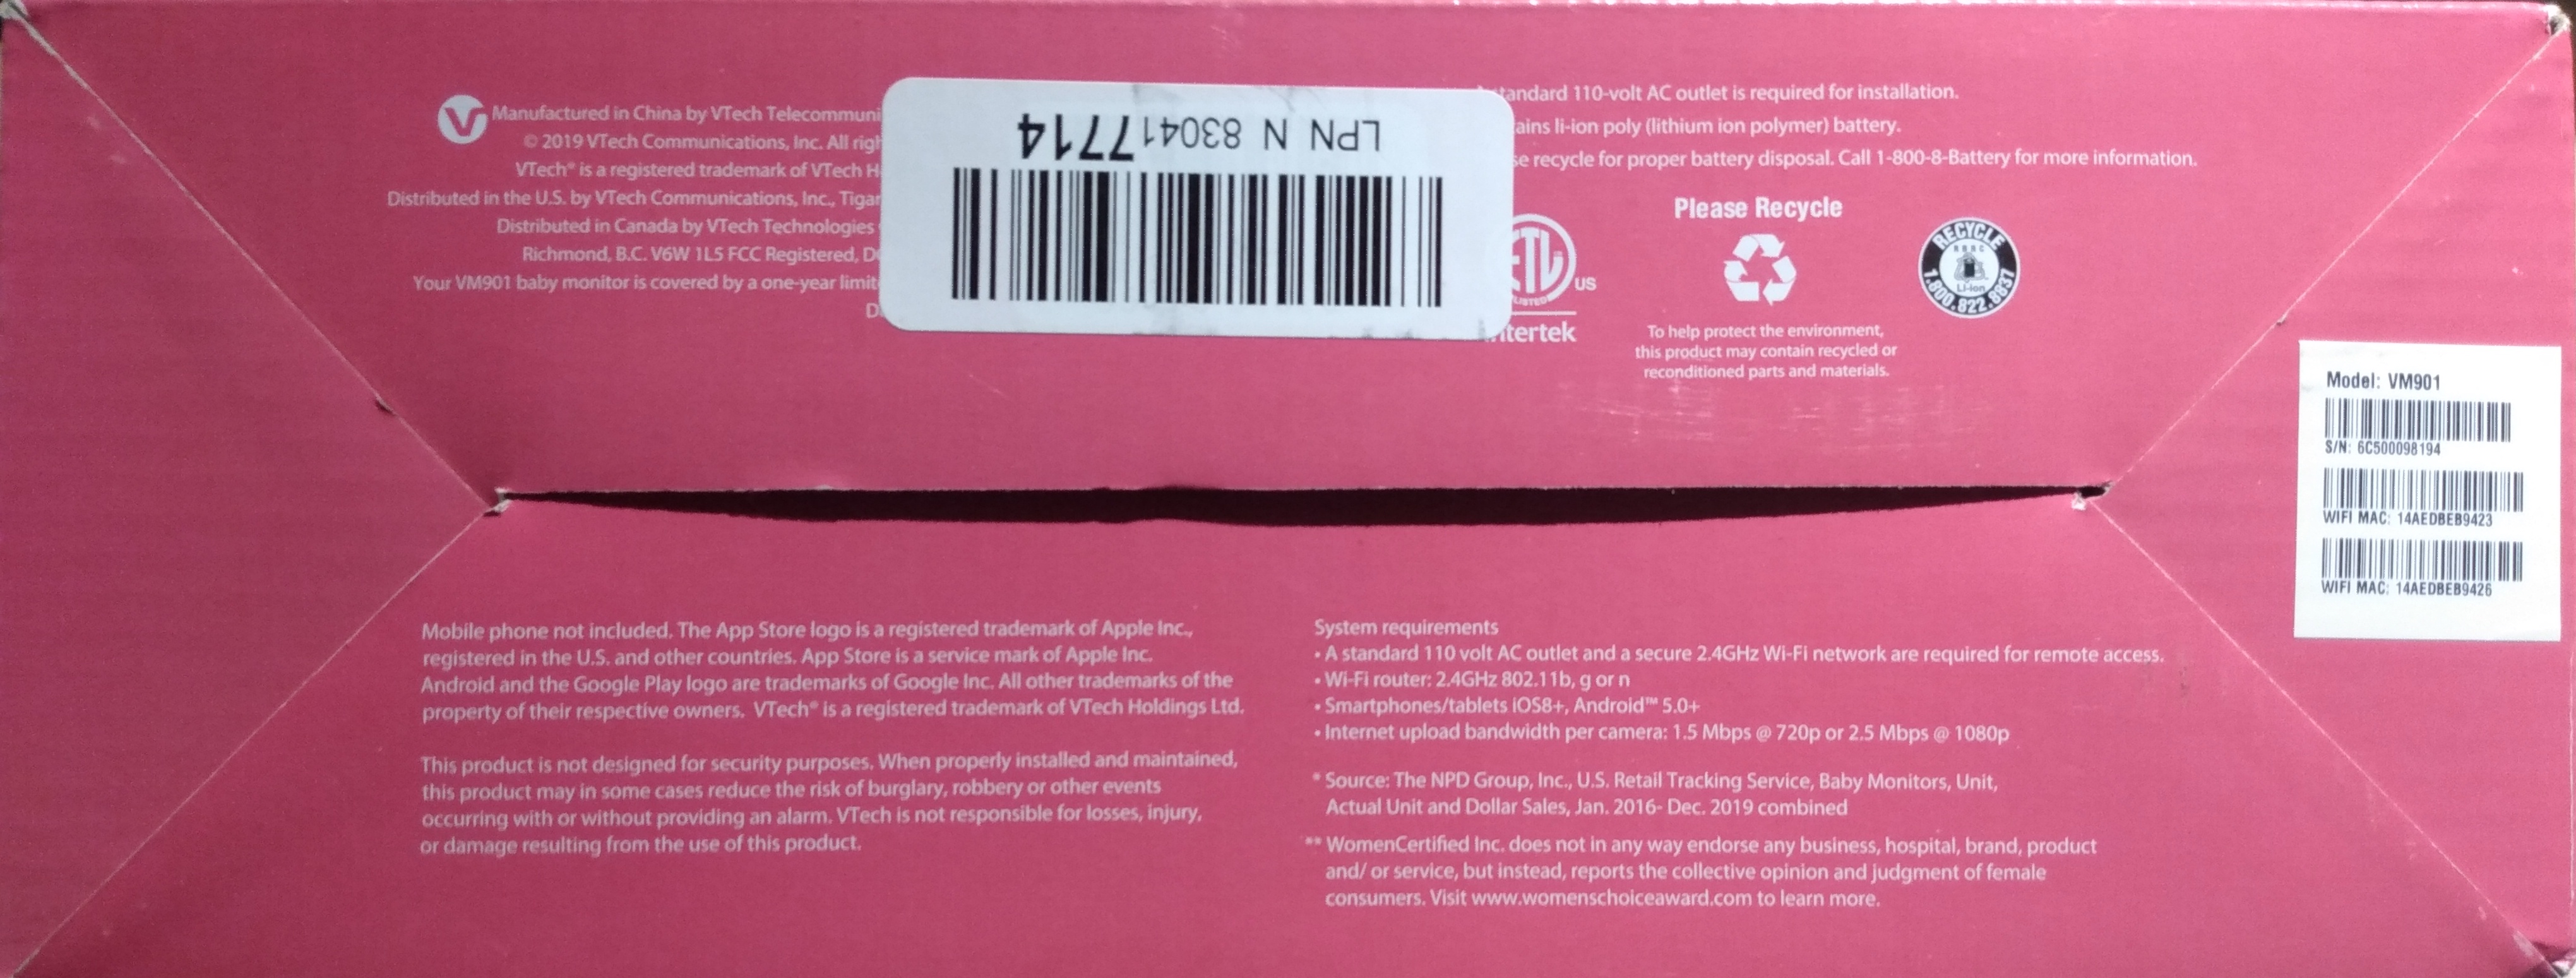 Manufactured in China by VTech
© 2019 VTech Communications, Inc. All
VTech® is a registered trademark of VTech
Distributed in the U.S. by VTech Communications, Inc.,
Distributed in Canada by VTech Technologies
Richmond, B.C. V6W 1L5 FCC Registered,
Your VM901 baby monitor is covered by a one-year
LPN N 830417714
standard 110-volt AC outlet is required for installation.
li-ion poly (lithium ion polymer) battery.
recycle for proper battery disposal. Call 1-800-8-Battery for more information.
ETL
LISTED
US
Intertek
Please Recycle
To help protect the environment,
this product may contain recycled or
reconditioned parts and materials.
RECYCLE
RBRC
Li-ion
1.800.822.8837
Model: VM901
S/N: 6C500098194
WIFI MAC: 14AEDBEB9423
WIFI MAC: 14AEDBEB9426
Mobile phone not included. The App Store logo is a registered trademark of Apple Inc.,
registered in the U.S. and other countries. App Store is a service mark of Apple Inc.
Android and the Google Play logo are trademarks of Google Inc. All other trademarks of the
property of their respective owners. VTech® is a registered trademark of VTech Holdings Ltd.
This product is not designed for security purposes. When properly installed and maintained,
this product may in some cases reduce the risk of burglary, robbery or other events
occurring with or without providing an alarm. VTech is not responsible for losses, injury,
or damage resulting from the use of this product.
System requirements
• A standard 110 volt AC outlet and a secure 2.4GHz Wi-Fi network are required for remote access.
• Wi-Fi router: 2.4GHz 802.11b, g or n
• Smartphones/tablets iOS8+, Android™ 5.0+
• Internet upload bandwidth per camera: 1.5 Mbps @ 720p or 2.5 Mbps @ 1080p
* Source: The NPD Group, Inc., U.S. Retail Tracking Service, Baby Monitors, Unit,
Actual Unit and Dollar Sales, Jan. 2016- Dec. 2019 combined
** WomenCertified Inc. does not in any way endorse any business, hospital, brand, product
and/ or service, but instead, reports the collective opinion and judgment of female
consumers. Visit www.womenschoiceaward.com to learn more.